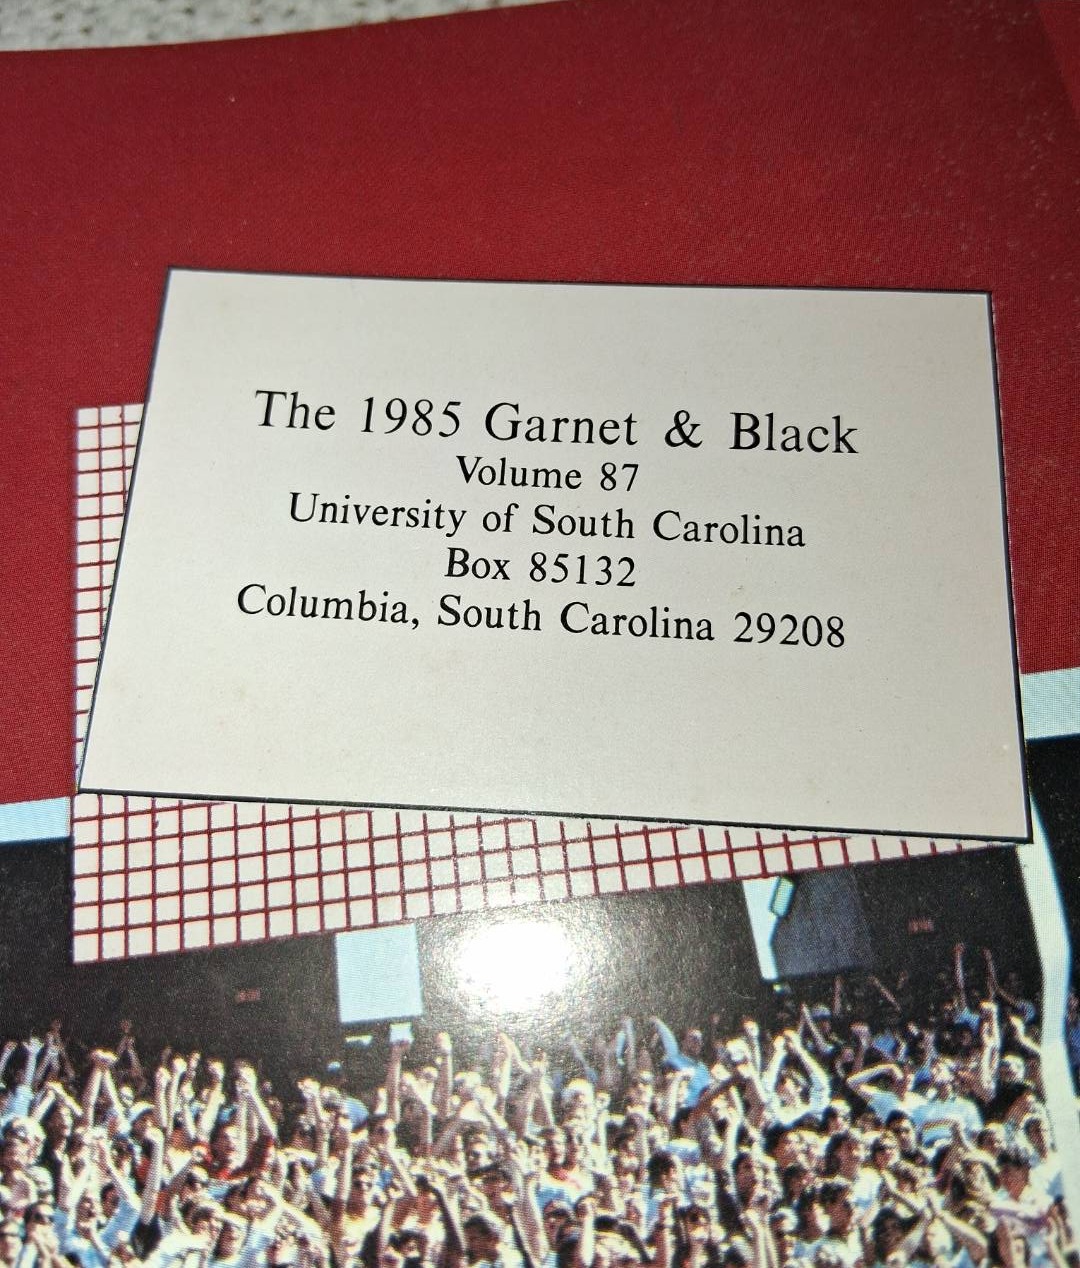 The 1985 Garnet & Black
Volume 87
University of South Carolina
Box 85132
Columbia, South Carolina 29208